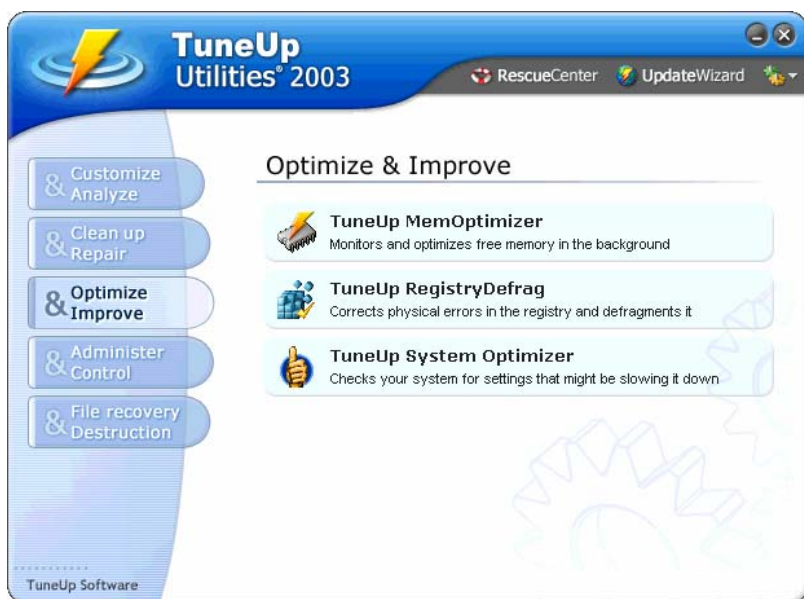 TuneUp
Utilities® 2003
RescueCenter
UpdateWizard
Optimize & Improve
& Customize
Analyze
& Clean up
Repair
& Optimize
Improve
& Administer
Control
& File recovery
Destruction
TuneUp MemOptimizer
Monitors and optimizes free memory in the background
TuneUp RegistryDefrag
Corrects physical errors in the registry and defragments it
TuneUp System Optimizer
Checks your system for settings that might be slowing it down
TuneUp Software